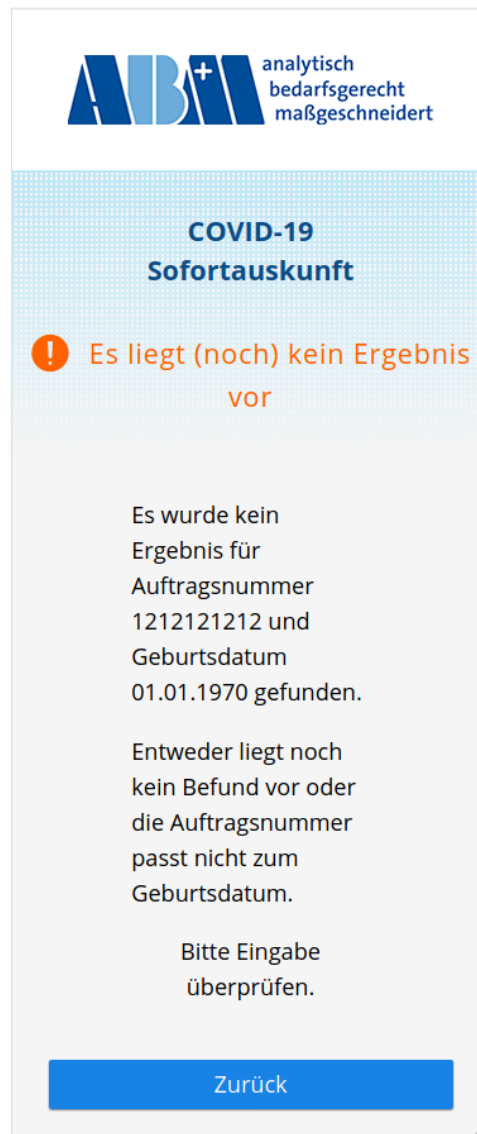 ABM
analytisch
bedarfsgerecht
maßgeschneidert
COVID-19
Sofortauskunft
! Es liegt (noch) kein Ergebnis
vor
Es wurde kein
Ergebnis für
Auftragsnummer
1212121212 und
Geburtsdatum
01.01.1970 gefunden.
Entweder liegt noch
kein Befund vor oder
die Auftragsnummer
passt nicht zum
Geburtsdatum.
Bitte Eingabe
überprüfen.
Zurück